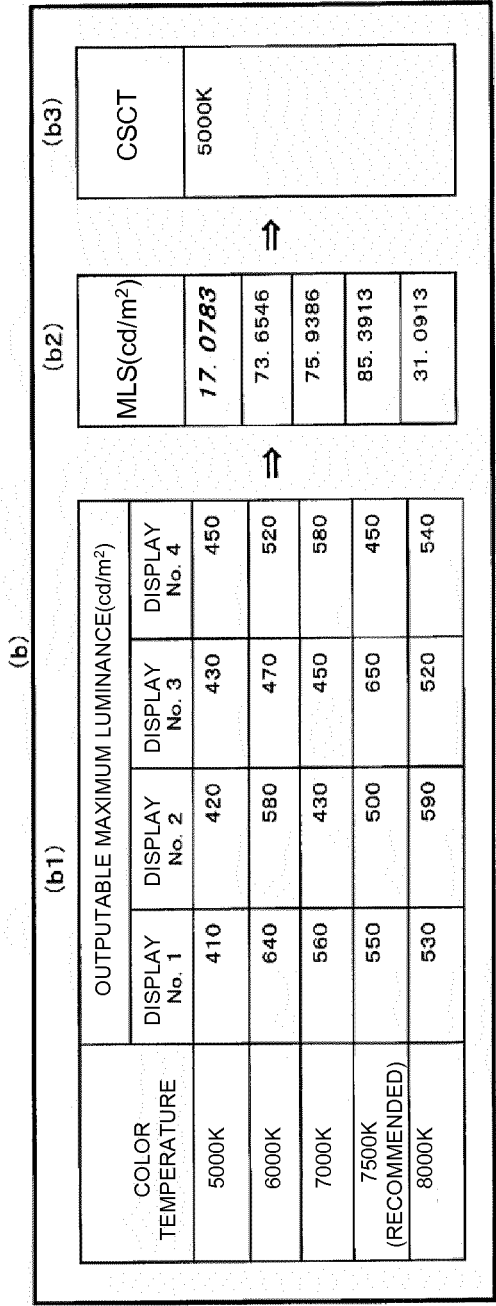 (b)
(b1) (b2) (b3)
COLOR TEMPERATURE OUTPUTABLE MAXIMUM LUMINANCE(cd/m²) MLS(cd/m²) CSCT
DISPLAY No. 1 DISPLAY No. 2 DISPLAY No. 3 DISPLAY No. 4
5000K 410 420 430 450 ⇒ 17. 0783 ⇒ 5000K
6000K 640 580 470 520 73. 6546
7000K 560 430 450 580 75. 9386
7500K (RECOMMENDED) 550 500 650 450 85. 3913
8000K 530 590 520 540 31. 0913